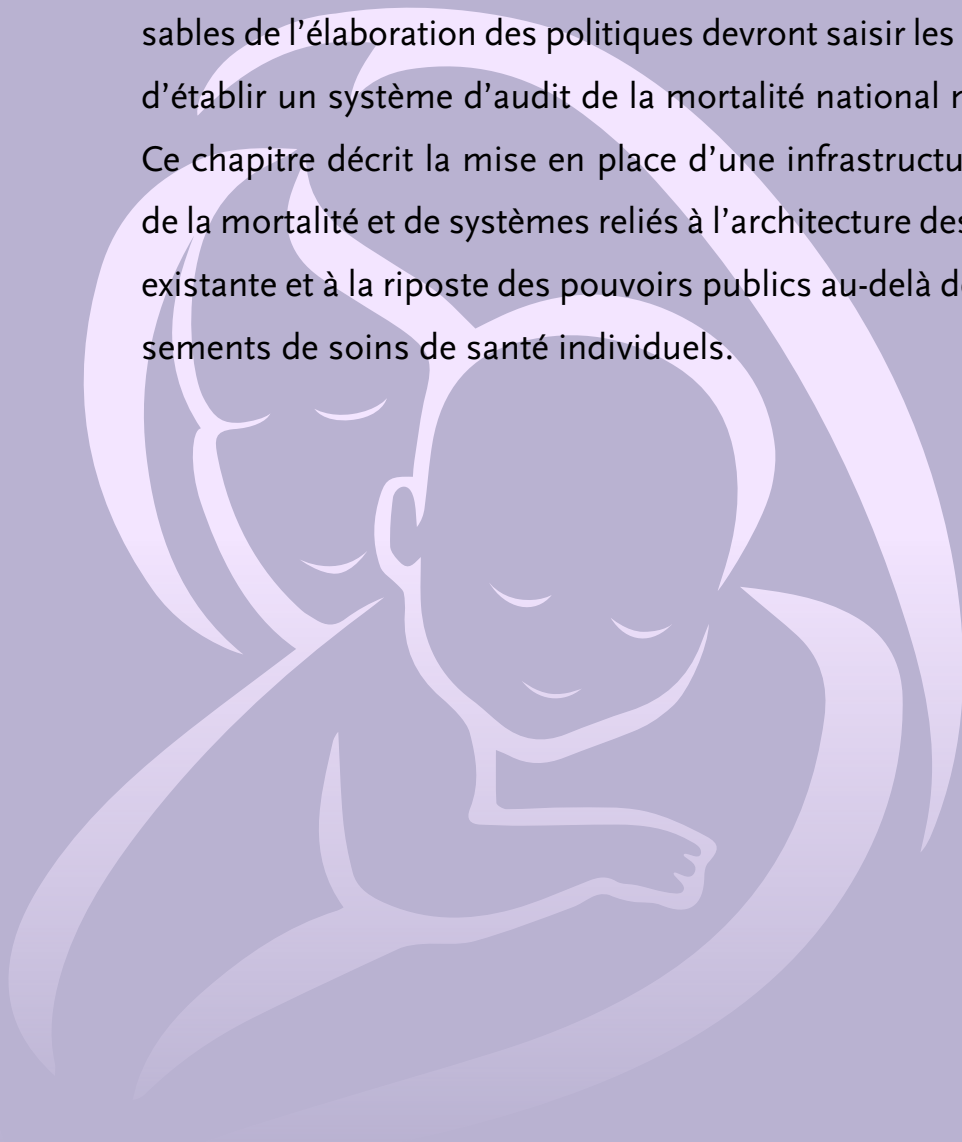 sables de l’élaboration des politiques devront saisir les
d’établir un système d’audit de la mortalité national
Ce chapitre décrit la mise en place d’une
de la mortalité et de systèmes reliés à l’architecture
existante et à la riposte des pouvoirs publics au-delà
sements de soins de santé individuels.